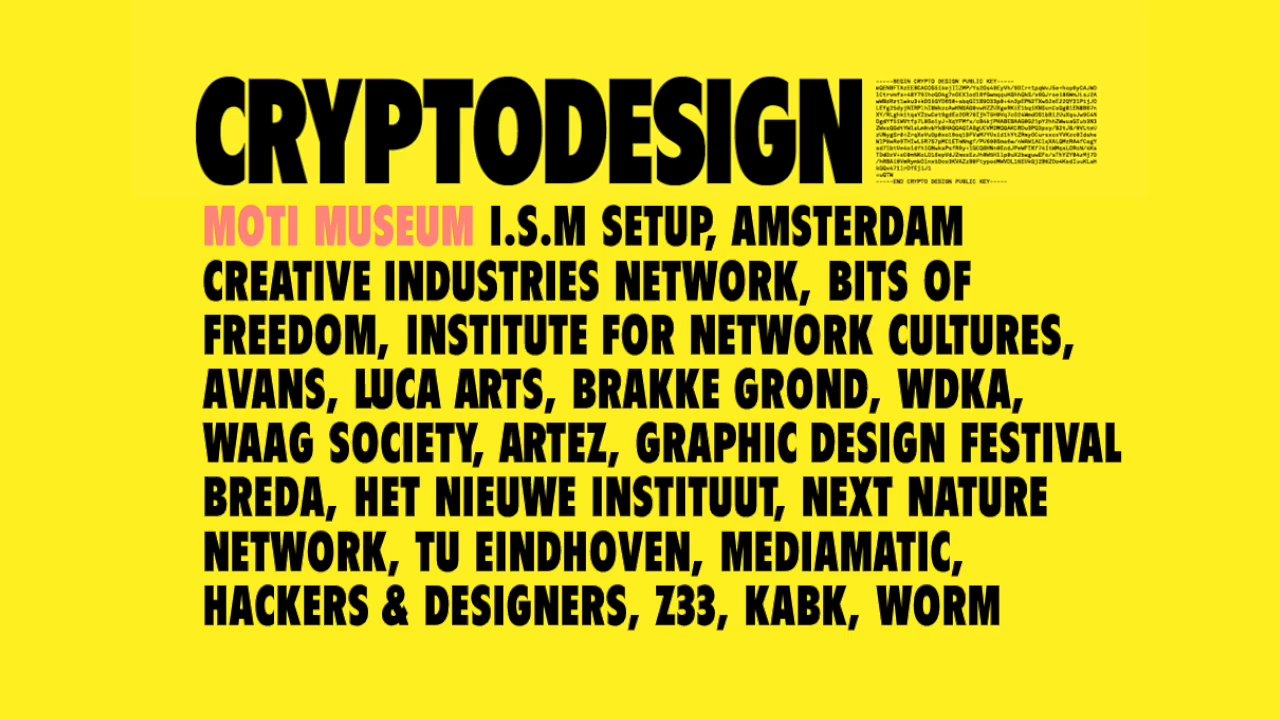 CRYPTODESIGN
-----BEGIN CRYPTO DESIGN PUBLIC KEY-----
-----END CRYPTO DESIGN PUBLIC KEY-----
MOTI MUSEUM I.S.M SETUP, AMSTERDAM
CREATIVE INDUSTRIES NETWORK, BITS OF
FREEDOM, INSTITUTE FOR NETWORK CULTURES,
AVANS, LUCA ARTS, BRAKKE GROND, WDKA,
WAAG SOCIETY, ARTEZ, GRAPHIC DESIGN FESTIVAL
BREDA, HET NIEUWE INSTITUUT, NEXT NATURE
NETWORK, TU EINDHOVEN, MEDIAMATIC,
HACKERS & DESIGNERS, Z33, KABK, WORM